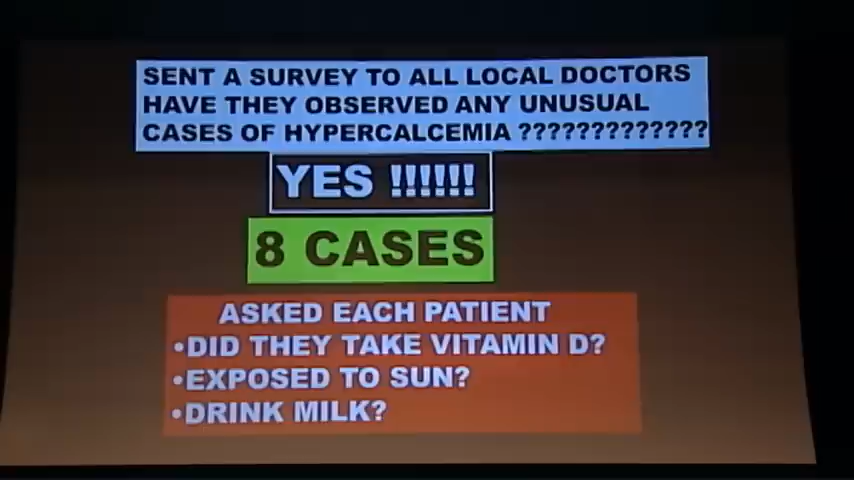 SENT A SURVEY TO ALL LOCAL DOCTORS
HAVE THEY OBSERVED ANY UNUSUAL
CASES OF HYPERCALCEMIA ?????????????
YES !!!!!!
8 CASES
ASKED EACH PATIENT
•DID THEY TAKE VITAMIN D?
•EXPOSED TO SUN?
•DRINK MILK?